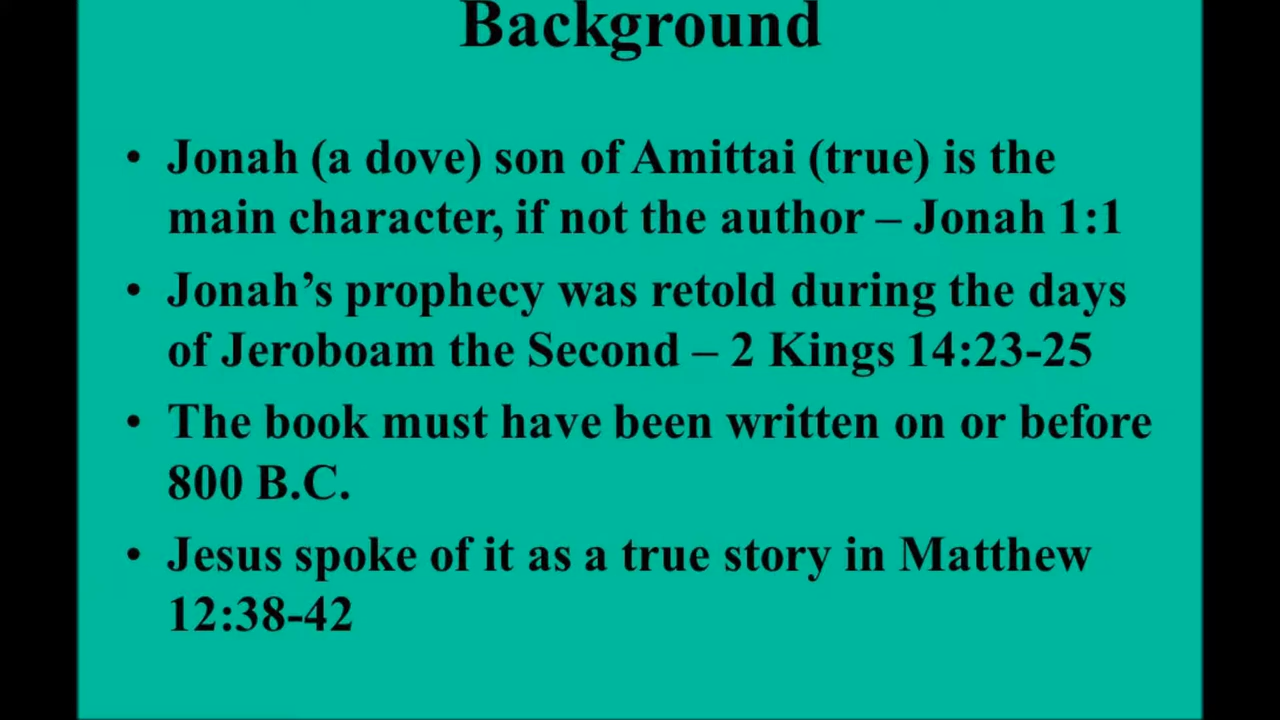 Background
• Jonah (a dove) son of Amittai (true) is the
main character, if not the author – Jonah 1:1
• Jonah’s prophecy was retold during the days
of Jeroboam the Second – 2 Kings 14:23-25
• The book must have been written on or before
800 B.C.
• Jesus spoke of it as a true story in Matthew
12:38-42